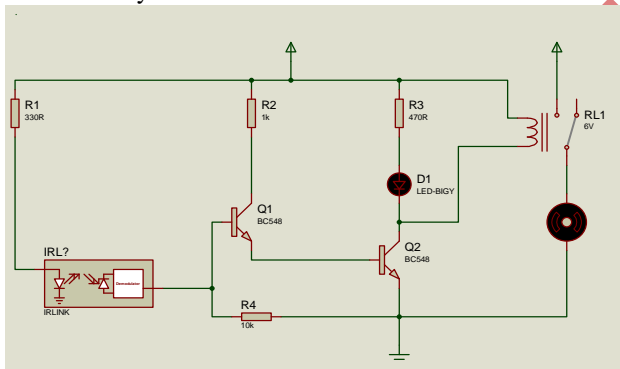 R1
330R
R2
1k
R3
470R
RL1
6V
D1
LED-BIGY
Q1
BC548
Q2
BC548
IRL?
IRLINK
R4
10k